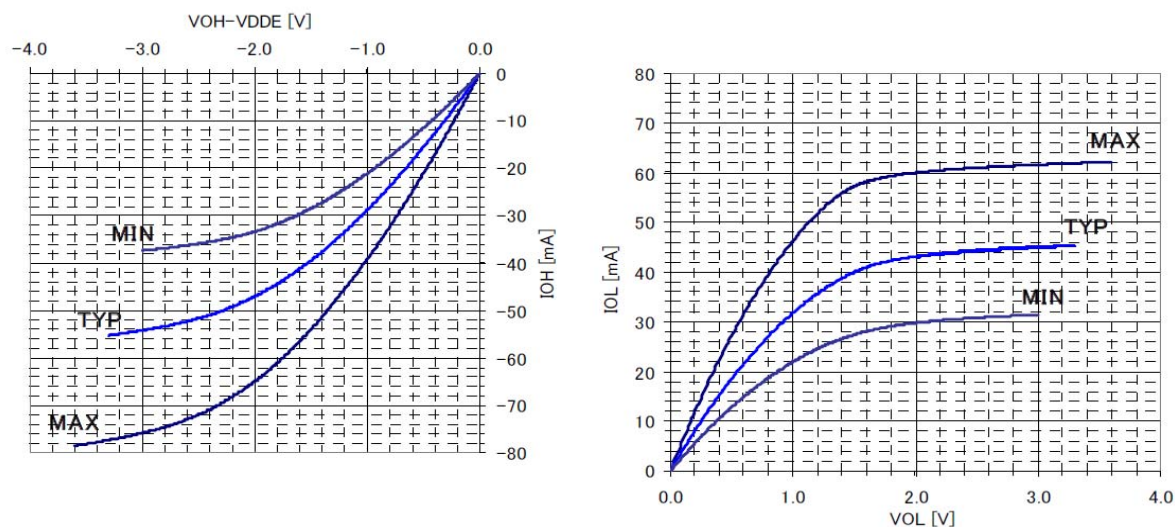 VOH-VDDE [V]
-4.0 -3.0 -2.0 -1.0 0.0
0
-10
-20
-30
-40
-50
-60
-70
-80
IOH [mA]
MIN
TYP
MAX
80
70
60
50
40
30
20
10
0
IOL [mA]
MAX
TYP
MIN
0.0 1.0 2.0 3.0 4.0
VOL [V]